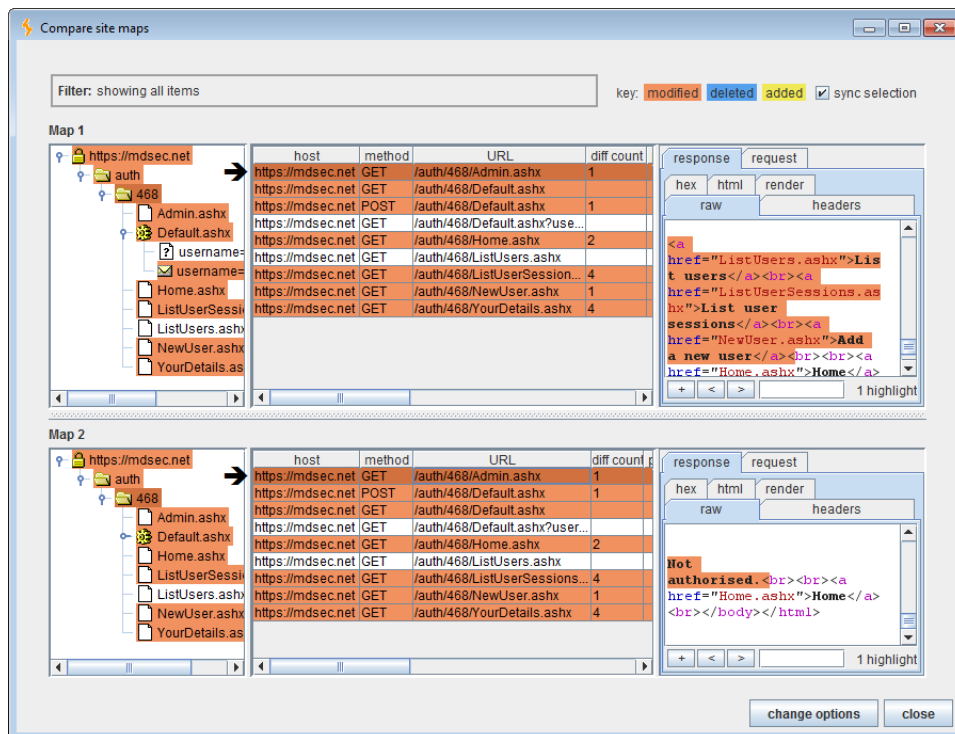 Compare site maps
Filter: showing all items
key: modified deleted added sync selection
Map 1
https://mdsec.net
auth
468
Admin.ashx
Default.ashx
username=
username=
Home.ashx
ListUserSessi
ListUsers.ashx
NewUser.ashx
YourDetails.as
host method URL diff count
https://mdsec.net GET /auth/468/Admin.ashx 1
https://mdsec.net GET /auth/468/Default.ashx
https://mdsec.net POST /auth/468/Default.ashx 1
https://mdsec.net GET /auth/468/Default.ashx?use...
https://mdsec.net GET /auth/468/Home.ashx 2
https://mdsec.net GET /auth/468/ListUsers.ashx
https://mdsec.net GET /auth/468/ListUserSession... 4
https://mdsec.net GET /auth/468/NewUser.ashx 1
https://mdsec.net GET /auth/468/YourDetails.ashx 4
response request
hex html render
raw headers
<a
href="ListUsers.ashx">Lis
t users</a><br><a
href="ListUserSessions.as
hx">List user
sessions</a><br><a
href="NewUser.ashx">Add
a new user</a><br><br><a
href="Home.ashx">Home</a>
+ < > 1 highlight
Map 2
https://mdsec.net
auth
468
Admin.ashx
Default.ashx
Home.ashx
ListUserSessi
ListUsers.ashx
NewUser.ashx
YourDetails.as
host method URL diff count p
https://mdsec.net GET /auth/468/Admin.ashx 1
https://mdsec.net POST /auth/468/Default.ashx 1
https://mdsec.net GET /auth/468/Default.ashx
https://mdsec.net GET /auth/468/Default.ashx?user...
https://mdsec.net GET /auth/468/Home.ashx 2
https://mdsec.net GET /auth/468/ListUsers.ashx
https://mdsec.net GET /auth/468/ListUserSessions... 4
https://mdsec.net GET /auth/468/NewUser.ashx 1
https://mdsec.net GET /auth/468/YourDetails.ashx 4
response request
hex html render
raw headers
Not
authorised.<br><br><a
href="Home.ashx">Home</a>
<br></body></html>
+ < > 1 highlight
change options close